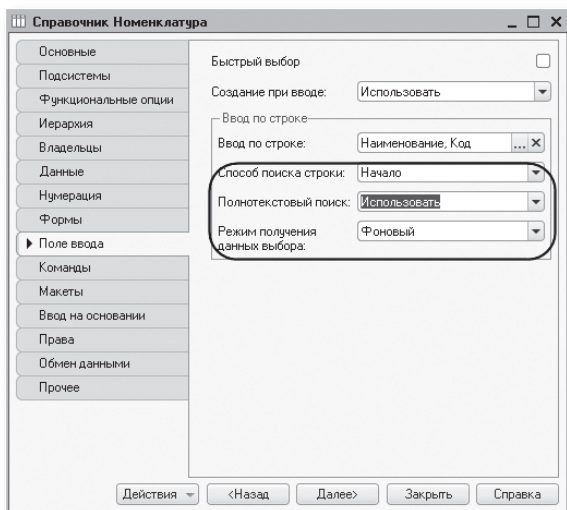 Справочник Номенклатура
Основные
Подсистемы
Функциональные опции
Иерархия
Владельцы
Данные
Нумерация
Формы
Поле ввода
Команды
Макеты
Ввод на основании
Права
Обмен данными
Прочее
Быстрый выбор
Создание при вводе: Использовать
Ввод по строке
Ввод по строке: Наименование, Код ... ×
Способ поиска строки: Начало
Полнотекстовый поиск: Использовать
Режим получения
данных выбора: Фоновый
Действия <Назад Далее> Закрыть Справка